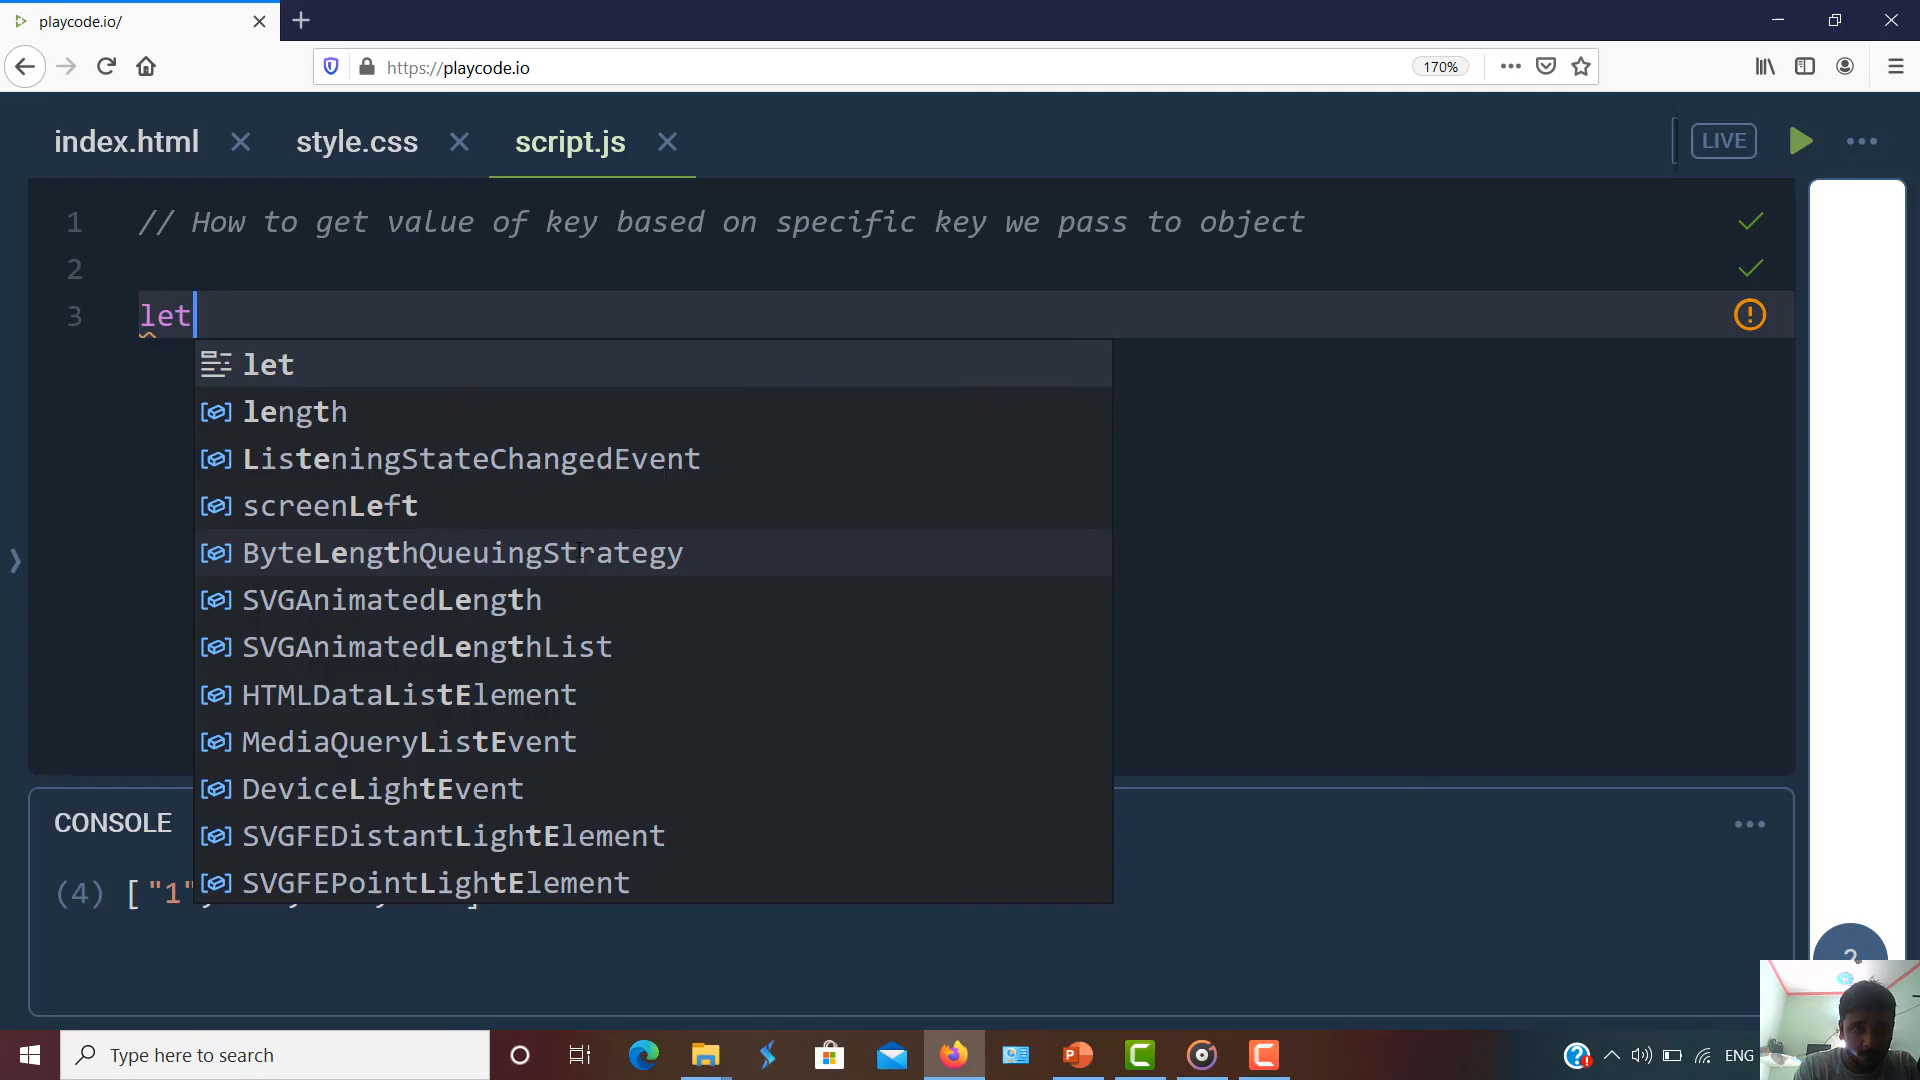 playcode.io/
https://playcode.io
170%
index.html
style.css
script.js
LIVE
1 // How to get value of key based on specific key we pass to object
2
3 let
let
length
ListeningStateChangedEvent
screenLeft
ByteLengthQueuingStrategy
SVGAnimatedLength
SVGAnimatedLengthList
HTMLDataListElement
MediaQueryListEvent
DeviceLightEvent
SVGFEDistantLightElement
SVGFEPointLightElement
CONSOLE
(4) ["1"
Type here to search
ENG